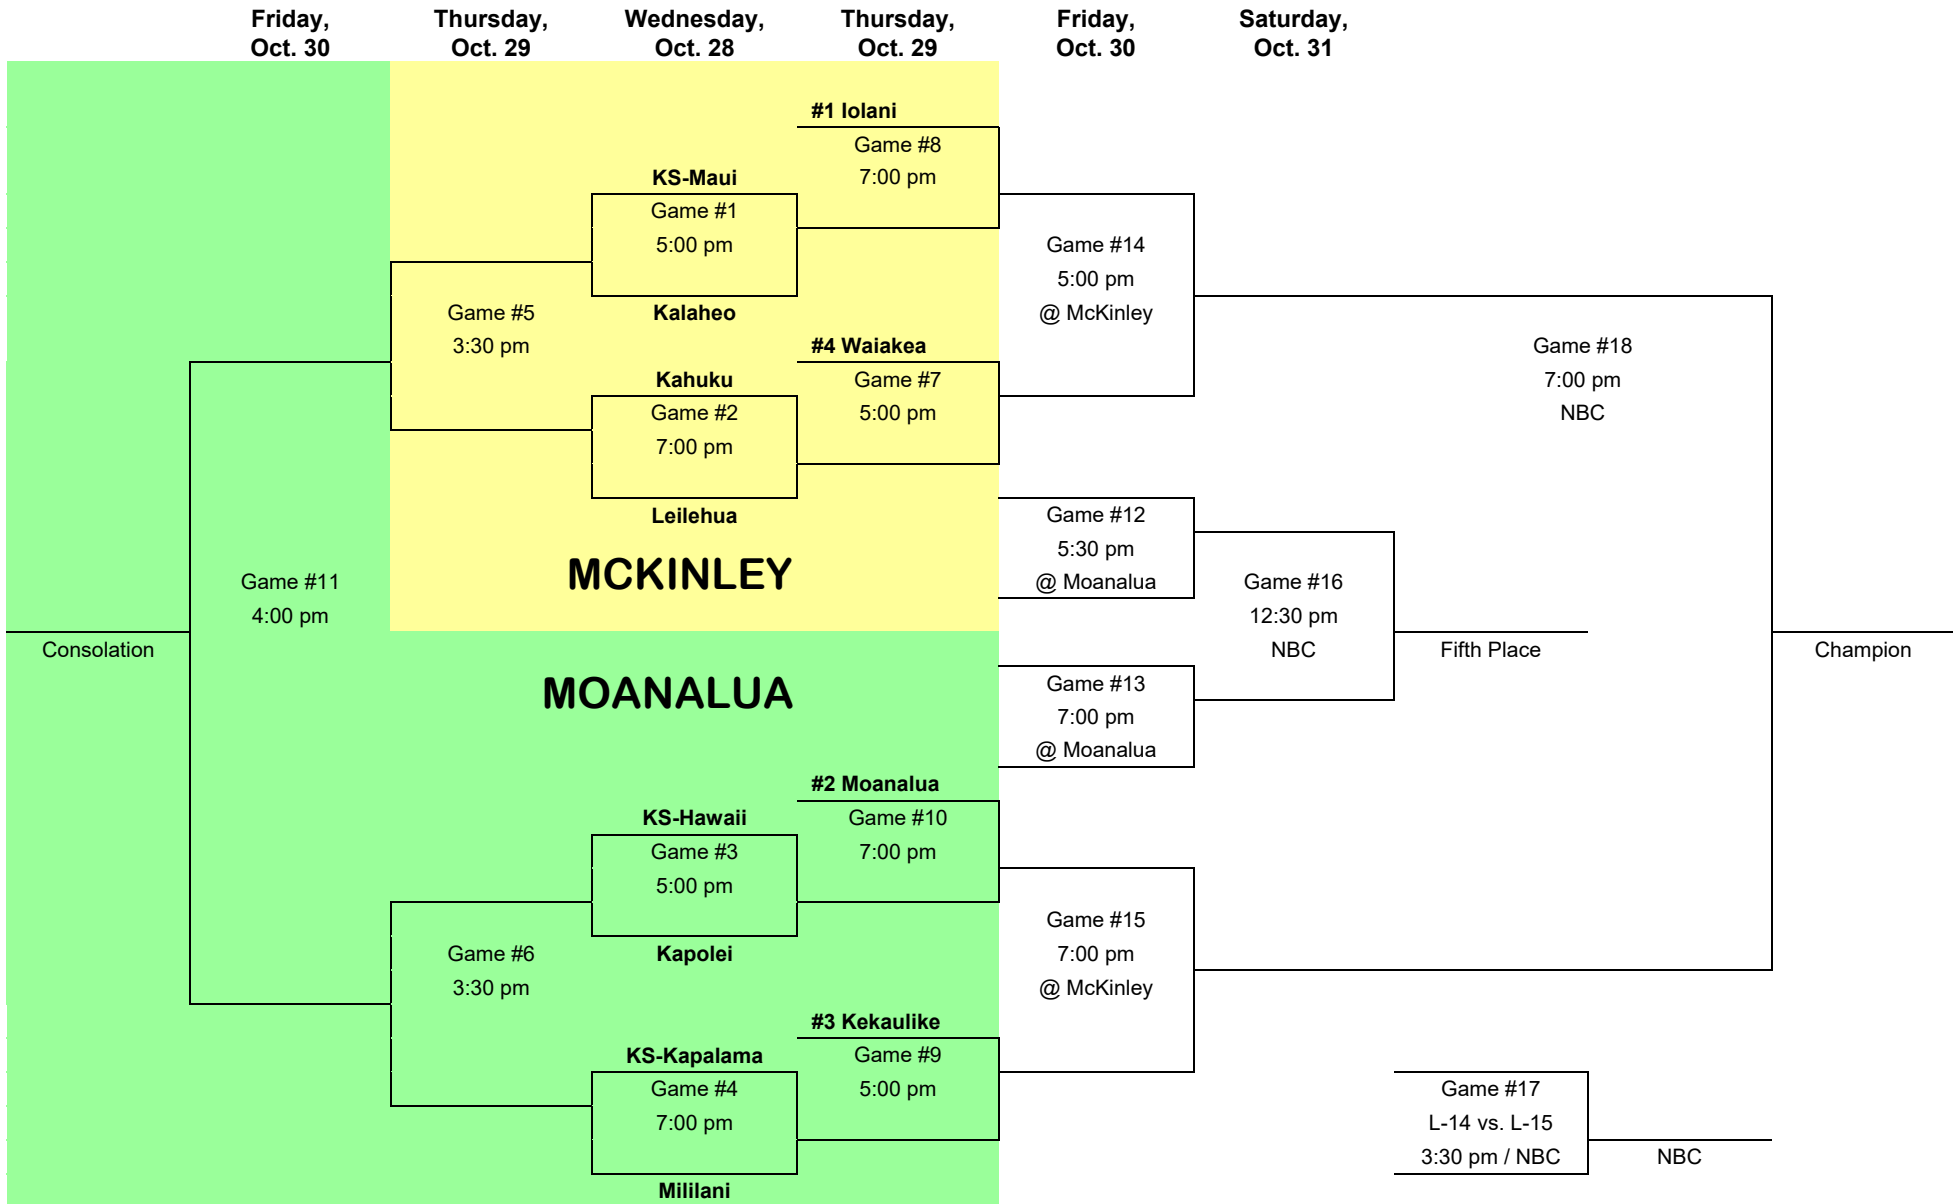 Friday,
Oct. 30
Thursday,
Oct. 29
Wednesday,
Oct. 28
Thursday,
Oct. 29
Friday,
Oct. 30
Saturday,
Oct. 31
#1 Iolani
Game #8
7:00 pm
KS-Maui
Game #1
5:00 pm
Kalaheo
Game #14
5:00 pm
@ McKinley
Game #5
3:30 pm
#4 Waiakea
Game #7
5:00 pm
Game #18
7:00 pm
NBC
Kahuku
Game #2
7:00 pm
Leilehua
Game #12
5:30 pm
@ Moanalua
MCKINLEY
Game #11
4:00 pm
Game #16
12:30 pm
NBC
Consolation
Fifth Place
Champion
MOANALUA
Game #13
7:00 pm
@ Moanalua
#2 Moanalua
Game #10
7:00 pm
KS-Hawaii
Game #3
5:00 pm
Kapolei
Game #15
7:00 pm
@ McKinley
Game #6
3:30 pm
#3 Kekaulike
Game #9
5:00 pm
KS-Kapalama
Game #4
7:00 pm
Mililani
Game #17
L-14 vs. L-15
3:30 pm / NBC
NBC